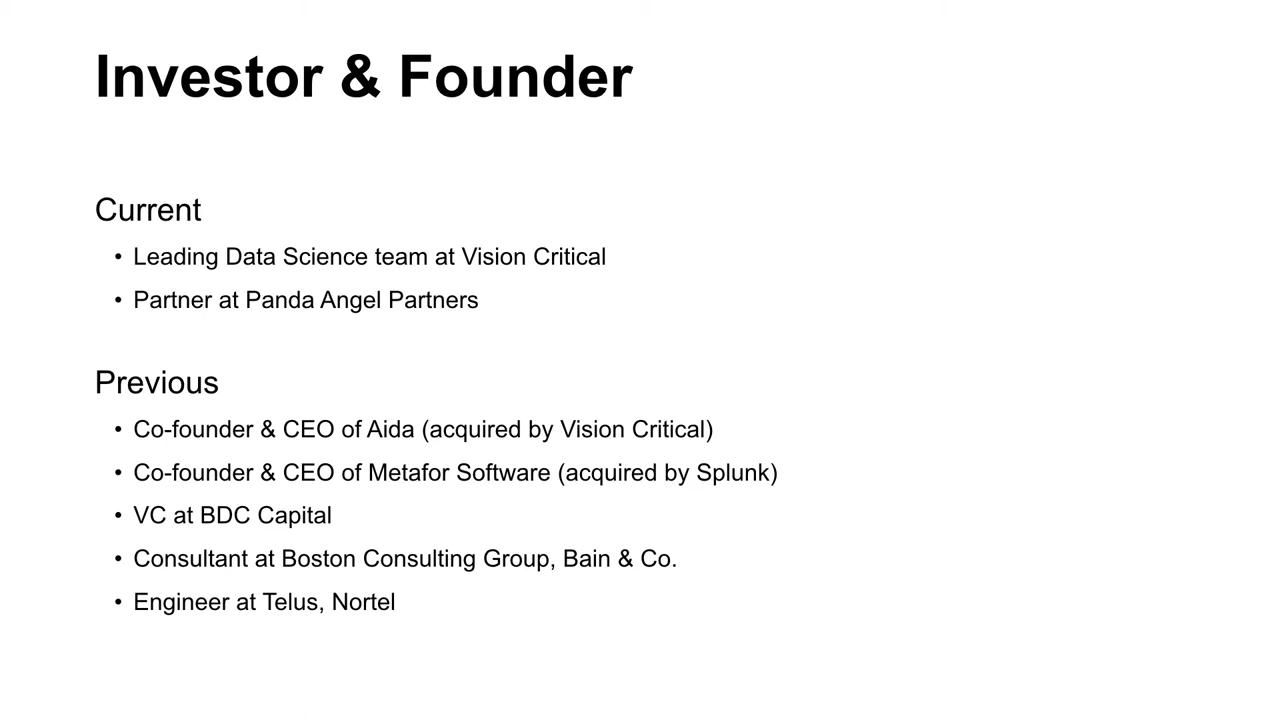 Investor & Founder
Current
• Leading Data Science team at Vision Critical
• Partner at Panda Angel Partners
Previous
• Co-founder & CEO of Aida (acquired by Vision Critical)
• Co-founder & CEO of Metafor Software (acquired by Splunk)
• VC at BDC Capital
• Consultant at Boston Consulting Group, Bain & Co.
• Engineer at Telus, Nortel